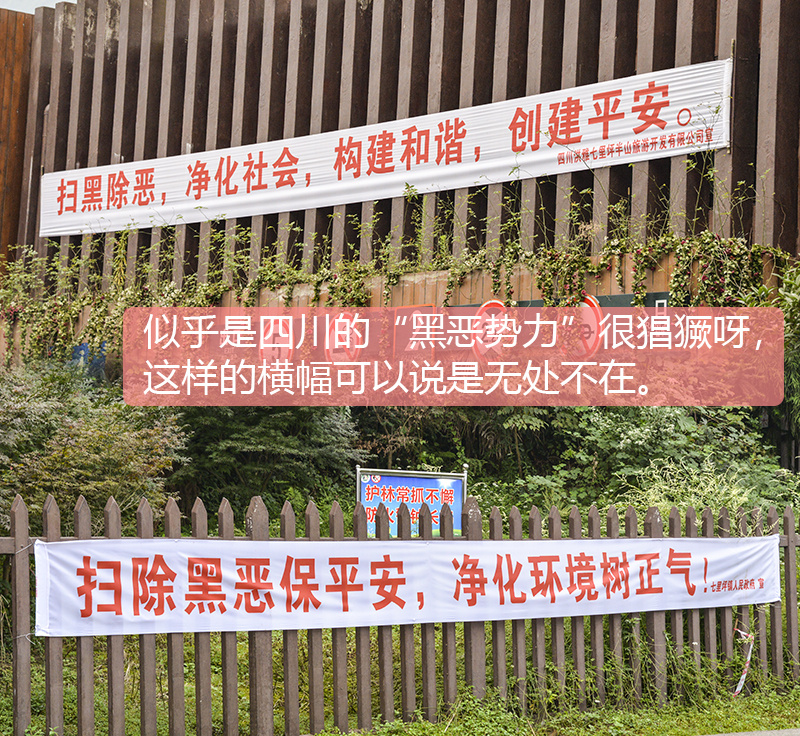 扫黑除恶，净化社会，构建和谐，创建平安。
四川洪雅七里坪半山旅游开发有限公司宣
似乎是四川的“黑恶势力”很猖獗呀，
这样的横幅可以说是无处不在。
护林常抓不懈
扫除黑恶保平安，净化环境树正气！
七里坪镇人民政府 宣